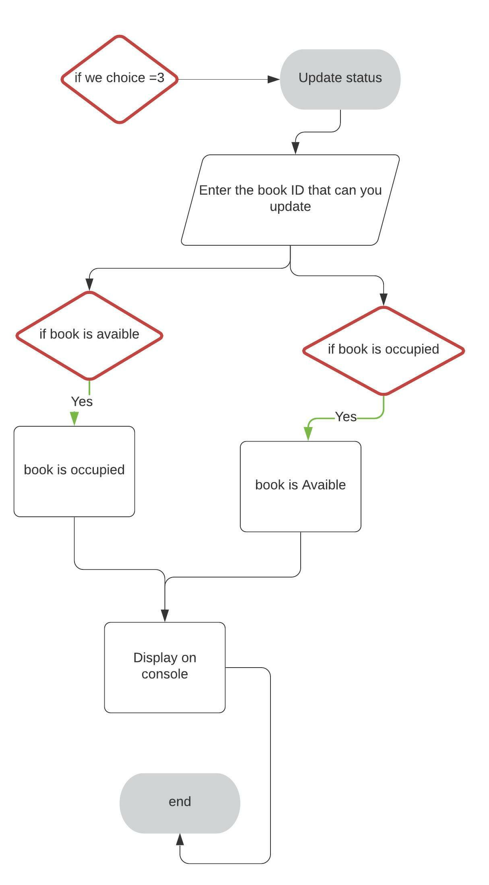 if we choice =3
Update status
Enter the book ID that can you
update
if book is avaible
if book is occupied
Yes
Yes
book is occupied
book is Avaible
Display on
console
end